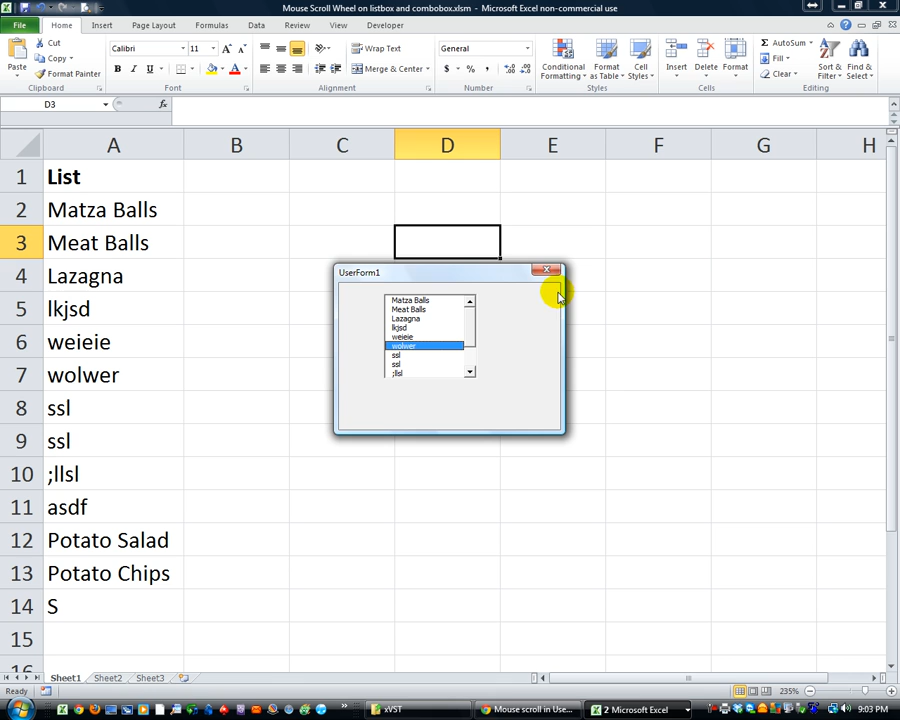 Mouse Scroll Wheel on listbox and combobox.xlsm - Microsoft Excel non-commercial use
File Home Insert Page Layout Formulas Data Review View Developer
Paste
Cut
Copy
Format Painter
Clipboard
Calibri 11
B I U
A A
Font
Wrap Text
Merge & Center
Alignment
General
$ % ,
Number
Conditional Formatting
Format as Table
Cell Styles
Styles
Insert Delete Format
Cells
AutoSum
Fill
Clear
Sort & Filter
Find & Select
Editing
D3 fx
A B C D E F G H
1 List
2 Matza Balls
3 Meat Balls
4 Lazagna
5 lkjsd
6 weieie
7 wolwer
8 ssl
9 ssl
10 ;llsl
11 asdf
12 Potato Salad
13 Potato Chips
14 S
15
16
UserForm1
Matza Balls
Meat Balls
Lazagna
lkjsd
weieie
wolwer
ssl
ssl
;llsl
Sheet1 Sheet2 Sheet3
Ready 235%
xVST Mouse scroll in Use... 2 Microsoft Excel 9:03 PM